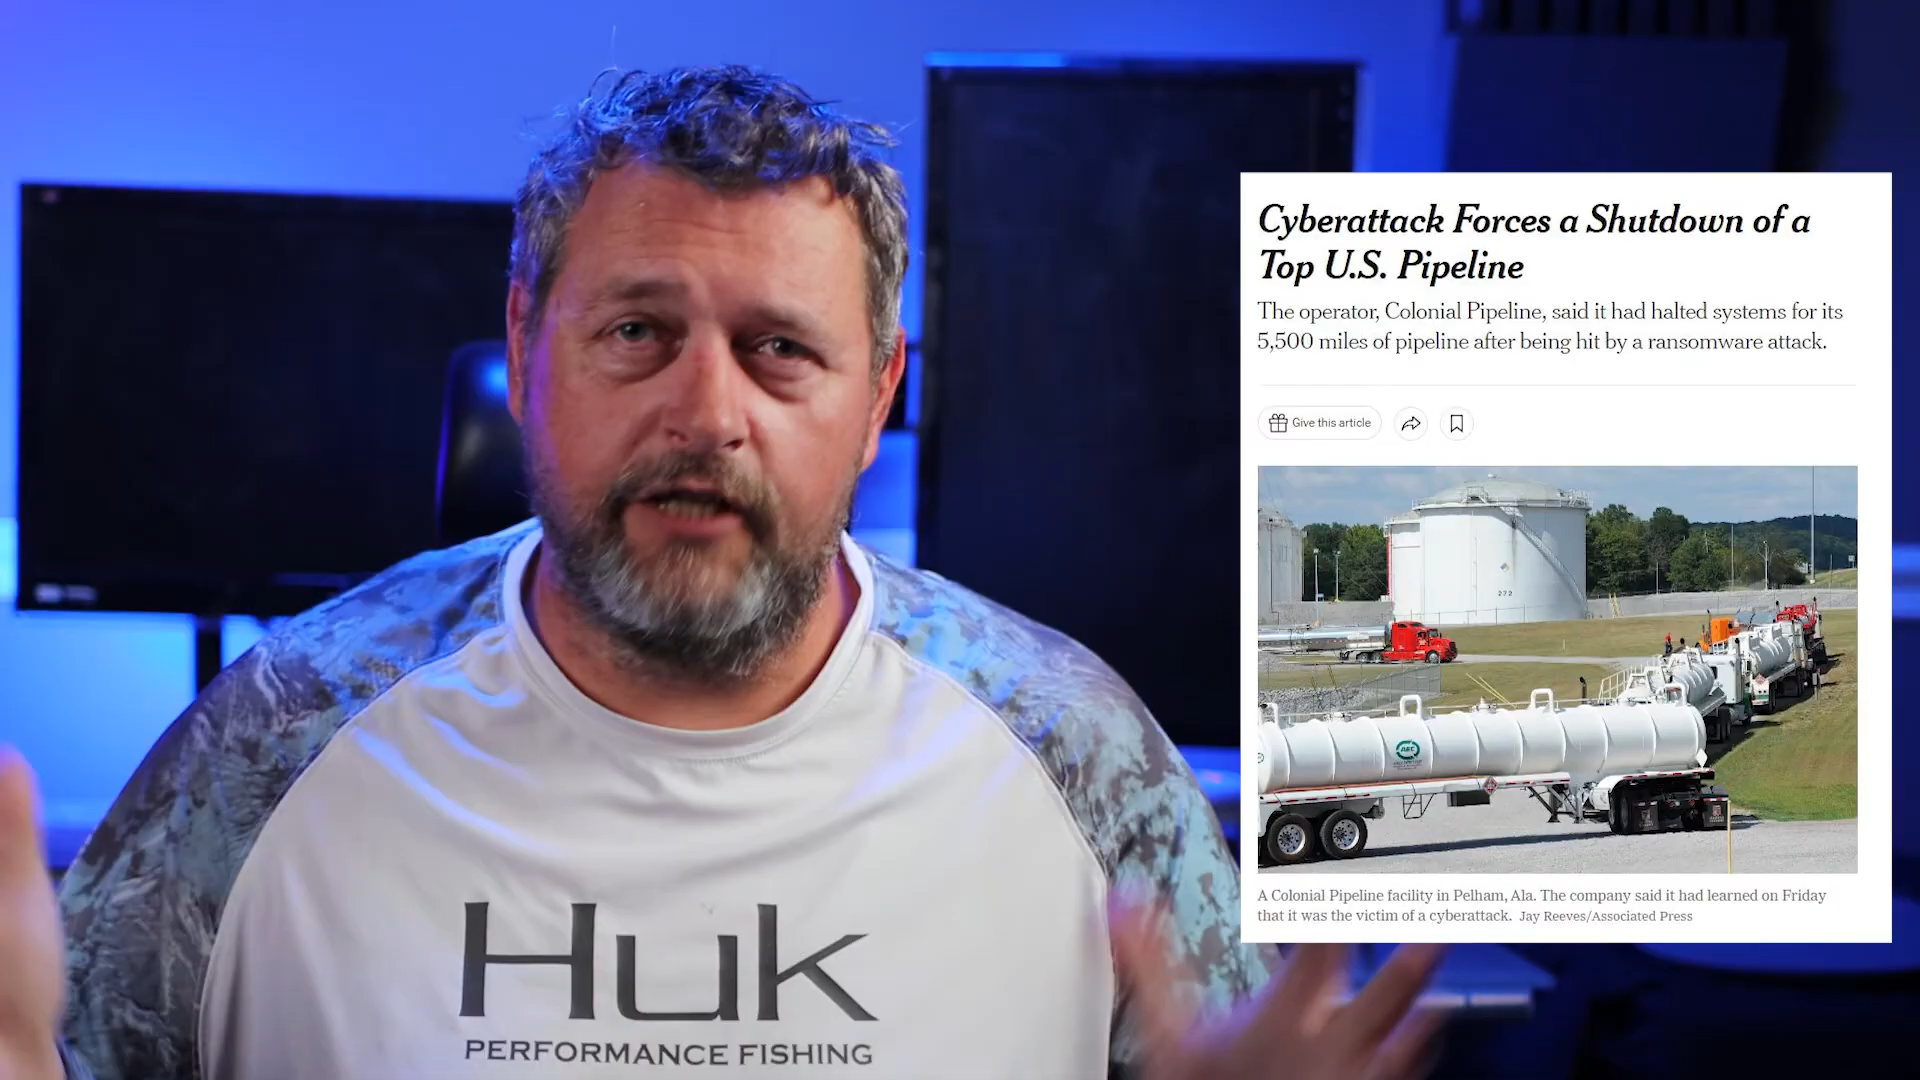 Cyberattack Forces a Shutdown of a
Top U.S. Pipeline
The operator, Colonial Pipeline, said it had halted systems for its
5,500 miles of pipeline after being hit by a ransomware attack.
Give this article
272
AEC
A Colonial Pipeline facility in Pelham, Ala. The company said it had learned on Friday
that it was the victim of a cyberattack. Jay Reeves/Associated Press
Huk
PERFORMANCE FISHING